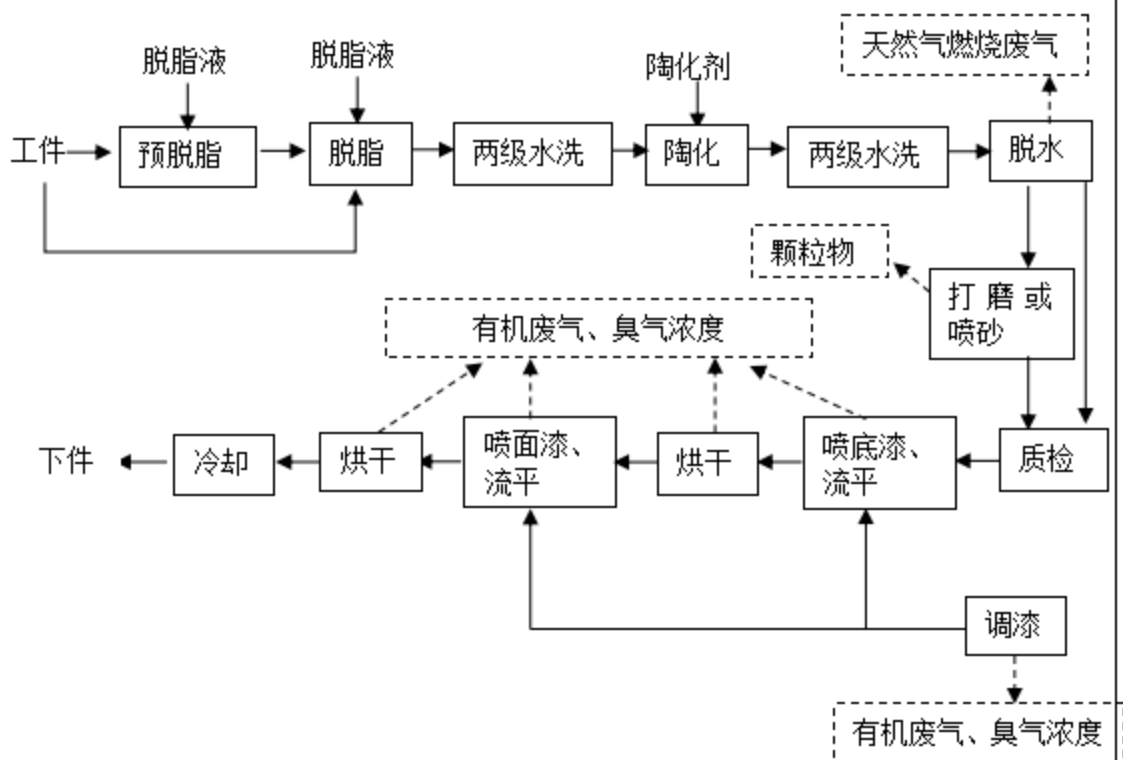 天然气燃烧废气
脱脂液
脱脂液
陶化剂
工件
预脱脂
脱脂
两级水洗
陶化
两级水洗
脱水
颗粒物
打 磨 或
喷砂
有机废气、臭气浓度
下件
冷却
烘干
喷面漆、
流平
烘干
喷底漆、
流平
质检
调漆
有机废气、臭气浓度